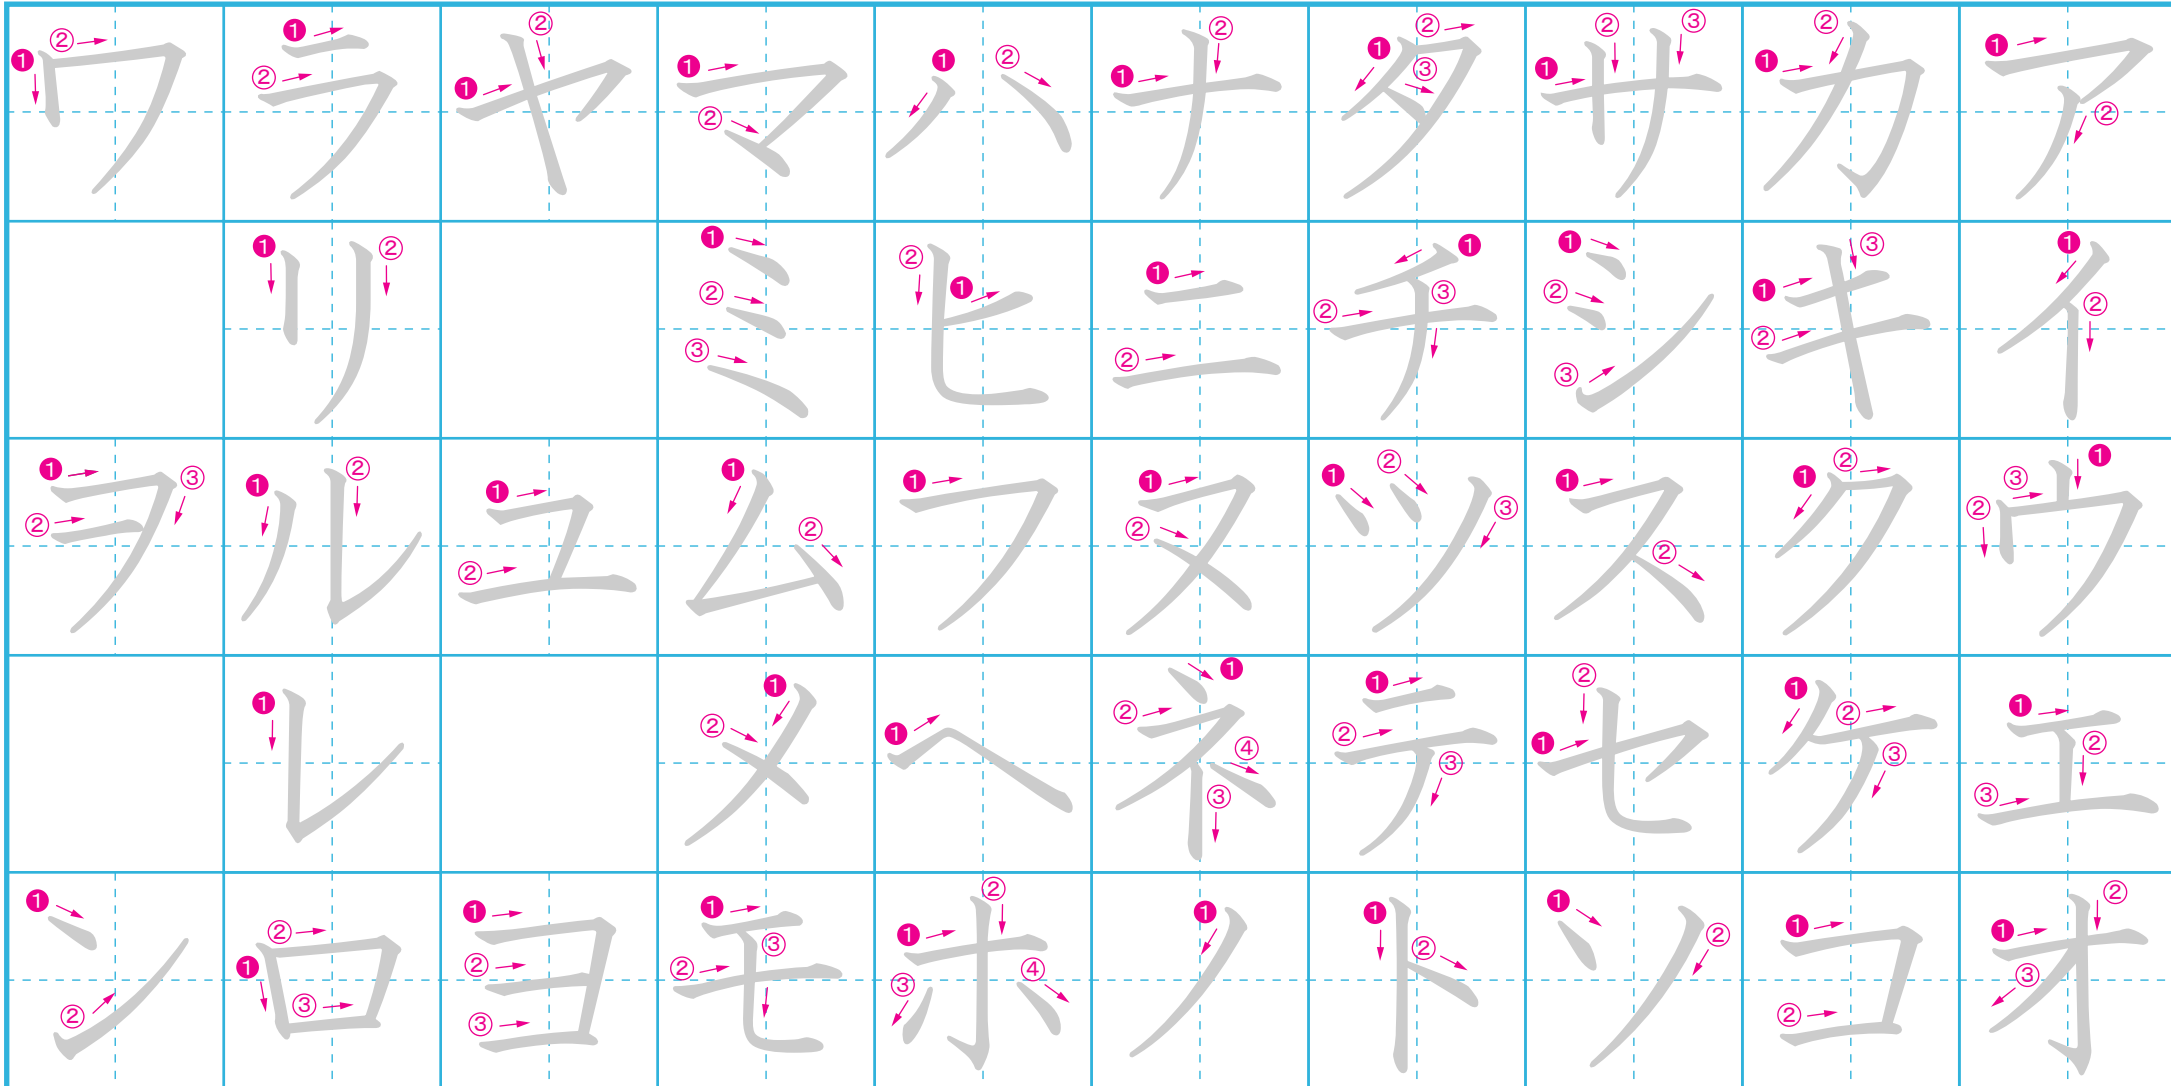 ワ ラ ヤ マ ハ ナ タ サ カ ア
リ ミ ヒ ニ チ シ キ イ
ヲ ル ユ ム フ ヌ ツ ス ク ウ
レ メ ヘ ネ テ セ ケ エ
ン ロ ヨ モ ホ ノ ト ソ コ オ